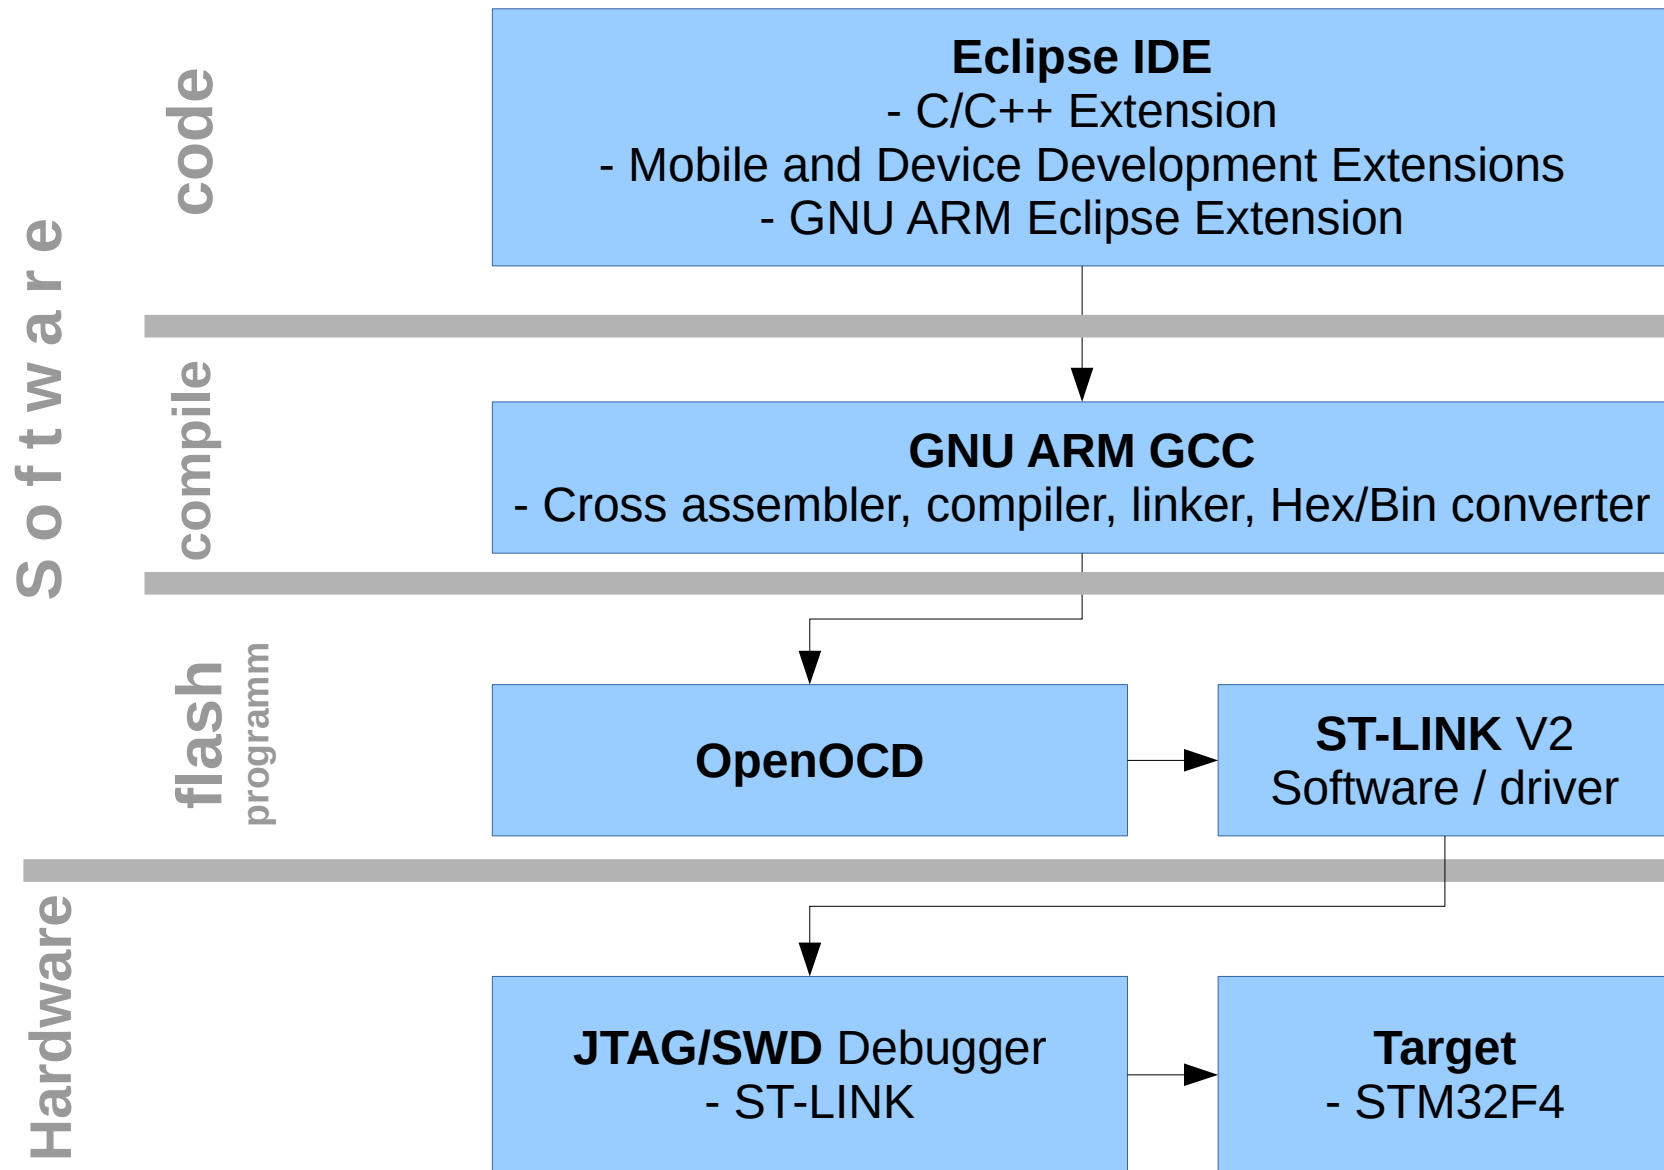 Software
code
Eclipse IDE
- C/C++ Extension
- Mobile and Device Development Extensions
- GNU ARM Eclipse Extension
compile
GNU ARM GCC
- Cross assembler, compiler, linker, Hex/Bin converter
flash
programm
OpenOCD
ST-LINK V2
Software / driver
Hardware
JTAG/SWD Debugger
- ST-LINK
Target
- STM32F4